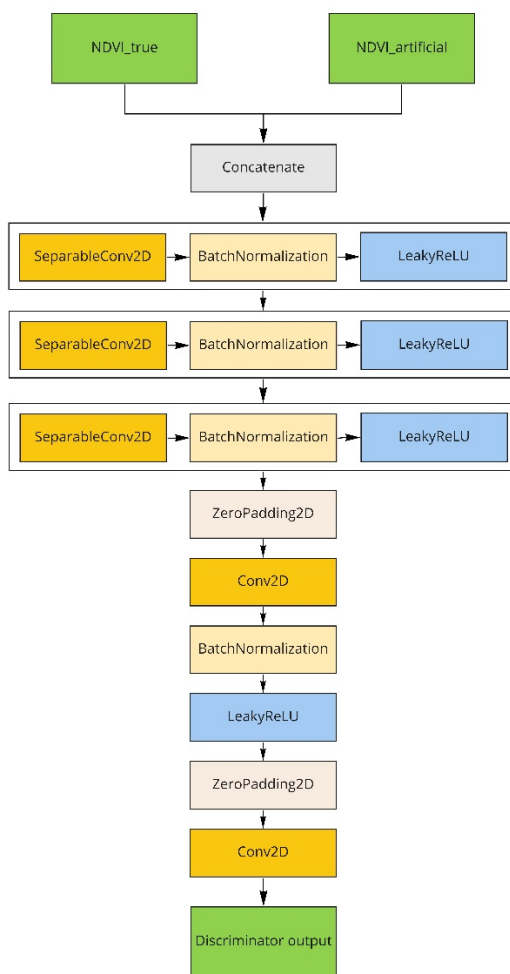 NDVI_true
NDVI_artificial
Concatenate
SeparableConv2D
BatchNormalization
LeakyReLU
SeparableConv2D
BatchNormalization
LeakyReLU
SeparableConv2D
BatchNormalization
LeakyReLU
ZeroPadding2D
Conv2D
BatchNormalization
LeakyReLU
ZeroPadding2D
Conv2D
Discriminator output